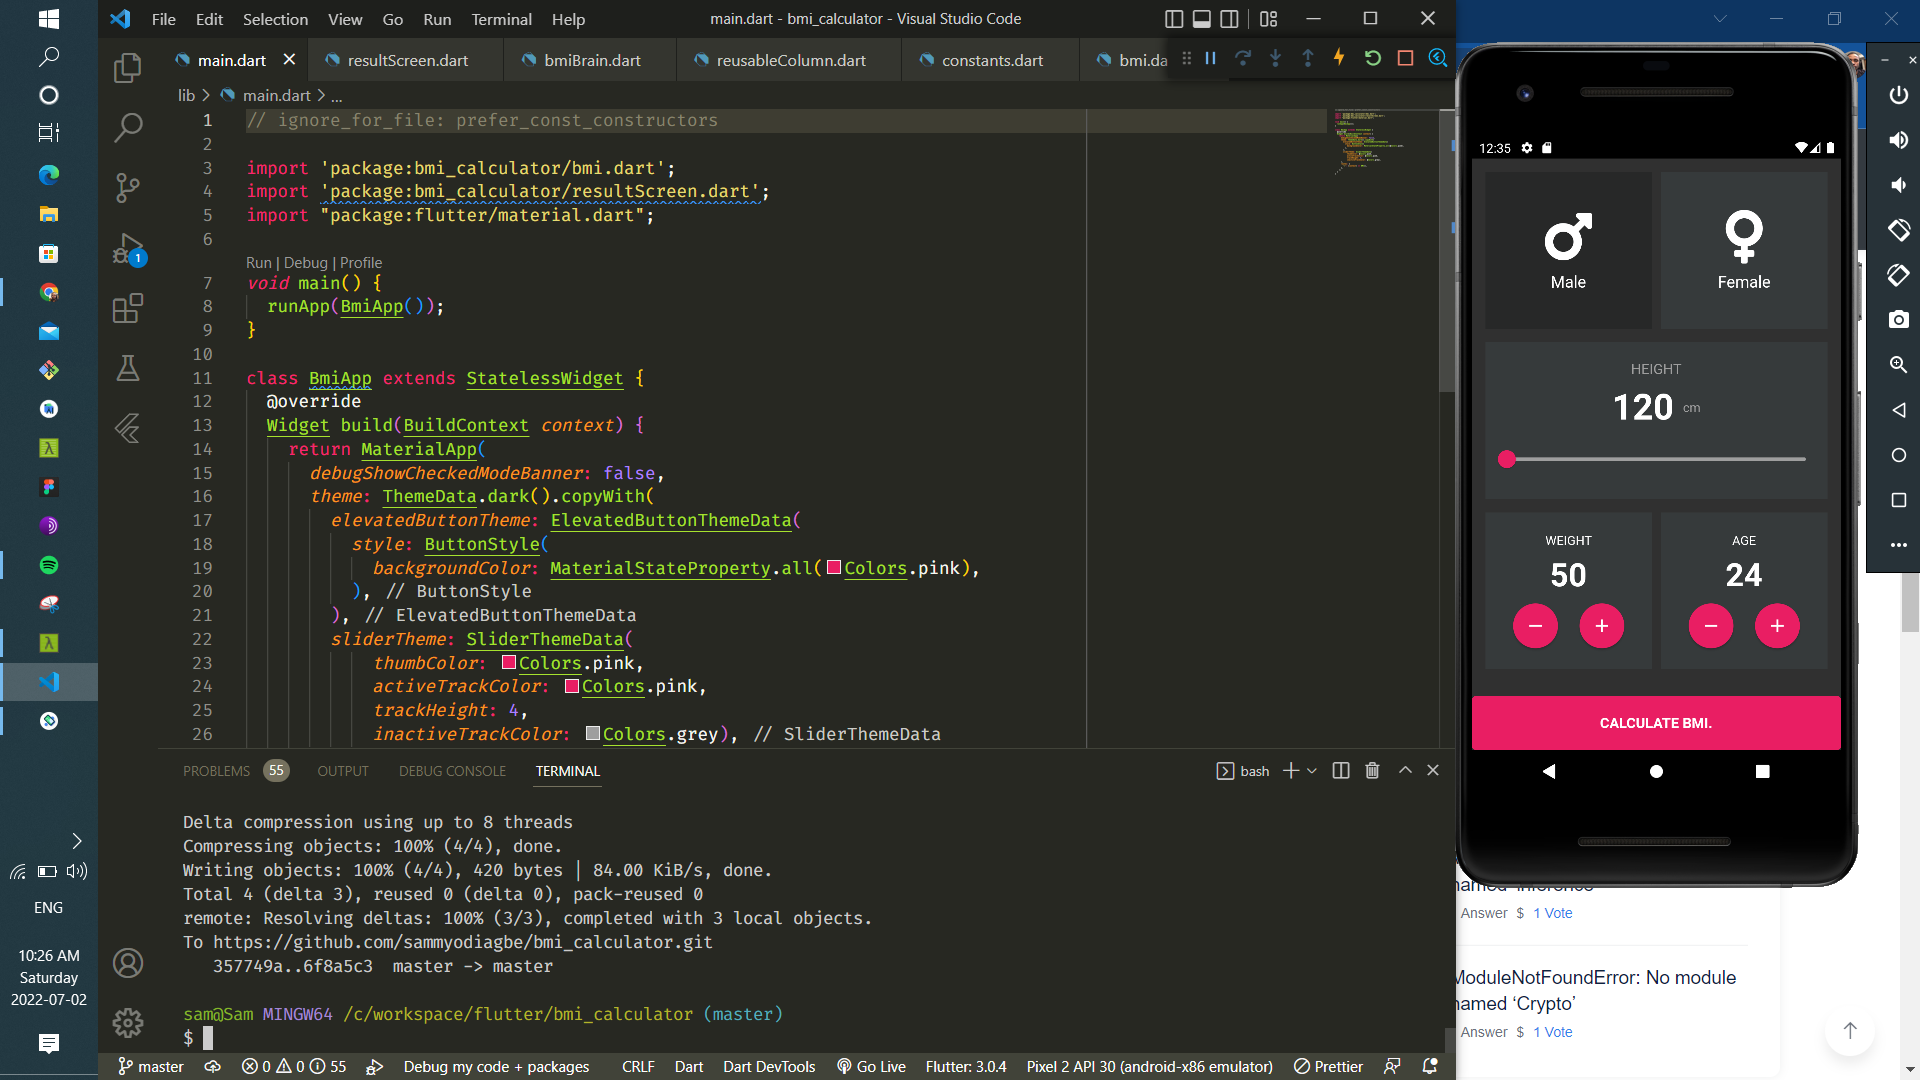 File Edit Selection View Go Run Terminal Help
main.dart - bmi_calculator - Visual Studio Code
main.dart resultScreen.dart bmiBrain.dart reusableColumn.dart constants.dart bmi.da
lib > main.dart > ...
1 // ignore_for_file: prefer_const_constructors
2
3 import 'package:bmi_calculator/bmi.dart';
4 import 'package:bmi_calculator/resultScreen.dart';
5 import "package:flutter/material.dart";
6
Run | Debug | Profile
7 void main() {
8 runApp(BmiApp());
9 }
10
11 class BmiApp extends StatelessWidget {
12 @override
13 Widget build(BuildContext context) {
14 return MaterialApp(
15 debugShowCheckedModeBanner: false,
16 theme: ThemeData.dark().copyWith(
17 elevatedButtonTheme: ElevatedButtonThemeData(
18 style: ButtonStyle(
19 backgroundColor: MaterialStateProperty.all(Colors.pink),
20 ), // ButtonStyle
21 ), // ElevatedButtonThemeData
22 sliderTheme: SliderThemeData(
23 thumbColor: Colors.pink,
24 activeTrackColor: Colors.pink,
25 trackHeight: 4,
26 inactiveTrackColor: Colors.grey), // SliderThemeData
1
PROBLEMS 55 OUTPUT DEBUG CONSOLE TERMINAL
bash
Delta compression using up to 8 threads
Compressing objects: 100% (4/4), done.
Writing objects: 100% (4/4), 420 bytes | 84.00 KiB/s, done.
Total 4 (delta 3), reused 0 (delta 0), pack-reused 0
remote: Resolving deltas: 100% (3/3), completed with 3 local objects.
To https://github.com/sammyodiagbe/bmi_calculator.git
357749a..6f8a5c3 master -> master
sam@Sam MINGW64 /c/workspace/flutter/bmi_calculator (master)
$
master 0 0 55 Debug my code + packages CRLF Dart Dart DevTools Go Live Flutter: 3.0.4 Pixel 2 API 30 (android-x86 emulator) Prettier
ENG
10:26 AM
Saturday
2022-07-02
12:35
Male
Female
HEIGHT
120 cm
WEIGHT
50
AGE
24
CALCULATE BMI.
named 'inference'
Answer $ 1 Vote
ModuleNotFoundError: No module
named ‘Crypto’
Answer $ 1 Vote